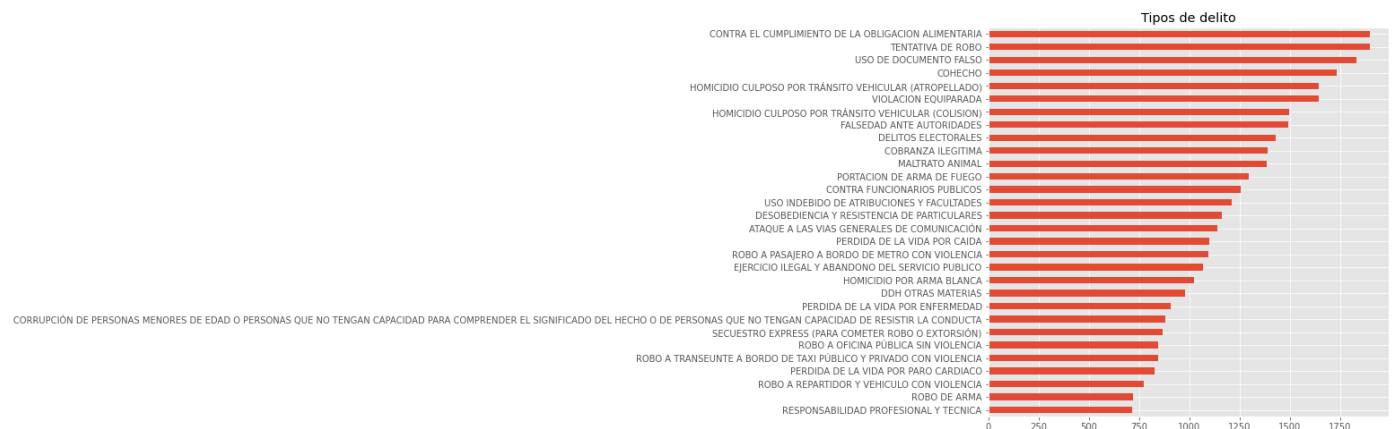 Tipos de delito
CONTRA EL CUMPLIMIENTO DE LA OBLIGACION ALIMENTARIA
TENTATIVA DE ROBO
USO DE DOCUMENTO FALSO
COHECHO
HOMICIDIO CULPOSO POR TRÁNSITO VEHICULAR (ATROPELLADO)
VIOLACION EQUIPARADA
HOMICIDIO CULPOSO POR TRÁNSITO VEHICULAR (COLISION)
FALSEDAD ANTE AUTORIDADES
DELITOS ELECTORALES
COBRANZA ILEGITIMA
MALTRATO ANIMAL
PORTACION DE ARMA DE FUEGO
CONTRA FUNCIONARIOS PUBLICOS
USO INDEBIDO DE ATRIBUCIONES Y FACULTADES
DESOBEDIENCIA Y RESISTENCIA DE PARTICULARES
ATAQUE A LAS VIAS GENERALES DE COMUNICACIÓN
PERDIDA DE LA VIDA POR CAIDA
ROBO A PASAJERO A BORDO DE METRO CON VIOLENCIA
EJERCICIO ILEGAL Y ABANDONO DEL SERVICIO PUBLICO
HOMICIDIO POR ARMA BLANCA
DDH OTRAS MATERIAS
PERDIDA DE LA VIDA POR ENFERMEDAD
CORRUPCIÓN DE PERSONAS MENORES DE EDAD O PERSONAS QUE NO TENGAN CAPACIDAD PARA COMPRENDER EL SIGNIFICADO DEL HECHO O DE PERSONAS QUE NO TENGAN CAPACIDAD DE RESISTIR LA CONDUCTA
SECUESTRO EXPRESS (PARA COMETER ROBO O EXTORSIÓN)
ROBO A OFICINA PÚBLICA SIN VIOLENCIA
ROBO A TRANSEUNTE A BORDO DE TAXI PÚBLICO Y PRIVADO CON VIOLENCIA
PERDIDA DE LA VIDA POR PARO CARDIACO
ROBO A REPARTIDOR Y VEHICULO CON VIOLENCIA
ROBO DE ARMA
RESPONSABILIDAD PROFESIONAL Y TECNICA
0 250 500 750 1000 1250 1500 1750